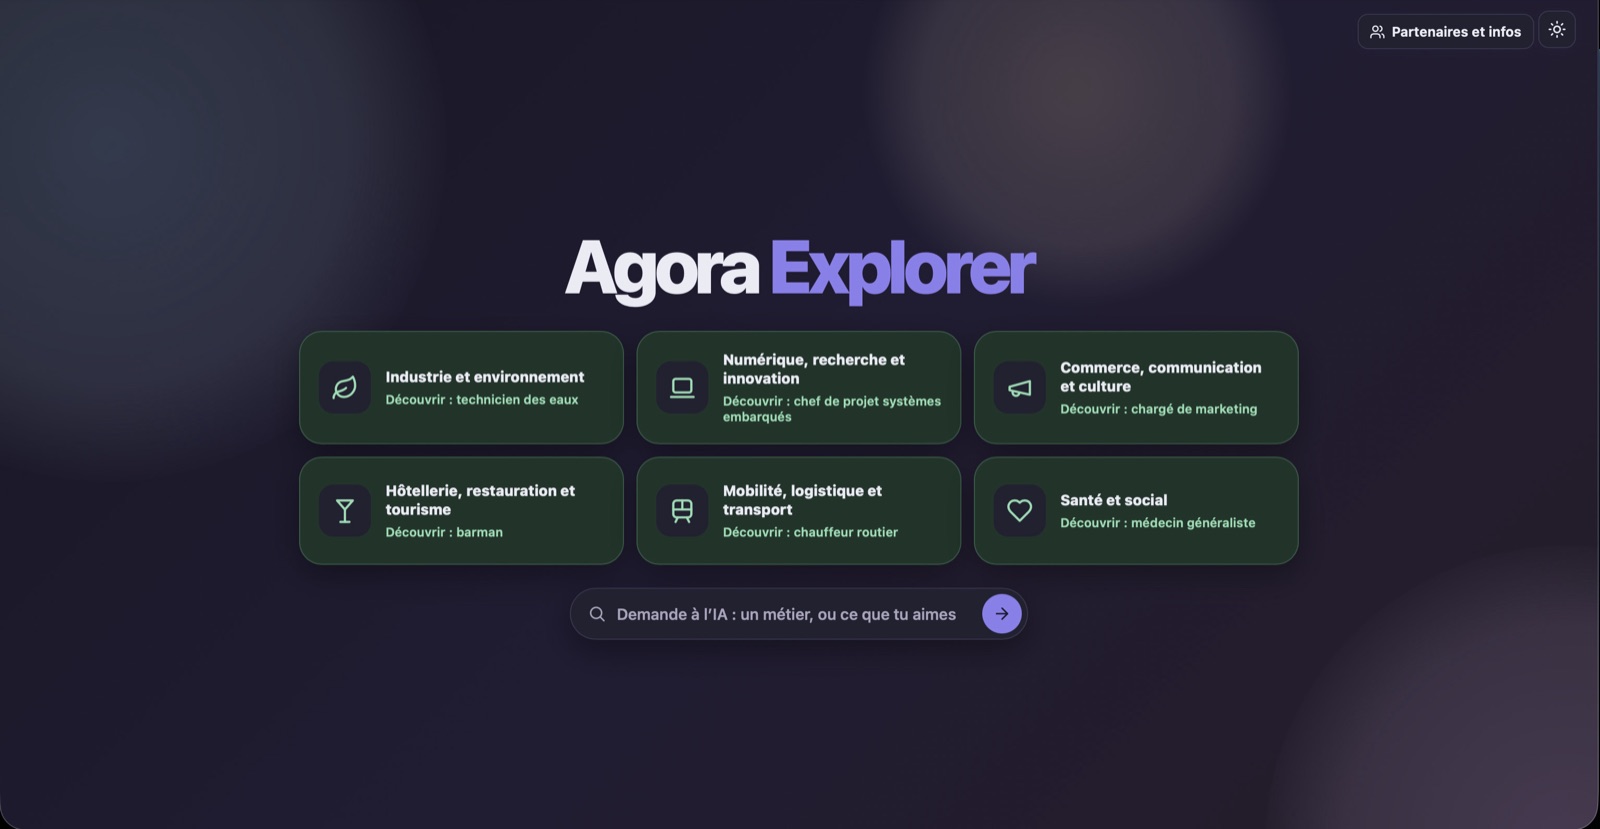 Partenaires et infos
Agora Explorer
Industrie et environnement
Découvrir : technicien des eaux
Numérique, recherche et
innovation
Découvrir : chef de projet systèmes
embarqués
Commerce, communication
et culture
Découvrir : chargé de marketing
Hôtellerie, restauration et
tourisme
Découvrir : barman
Mobilité, logistique et
transport
Découvrir : chauffeur routier
Santé et social
Découvrir : médecin généraliste
Demande à l’IA : un métier, ou ce que tu aimes